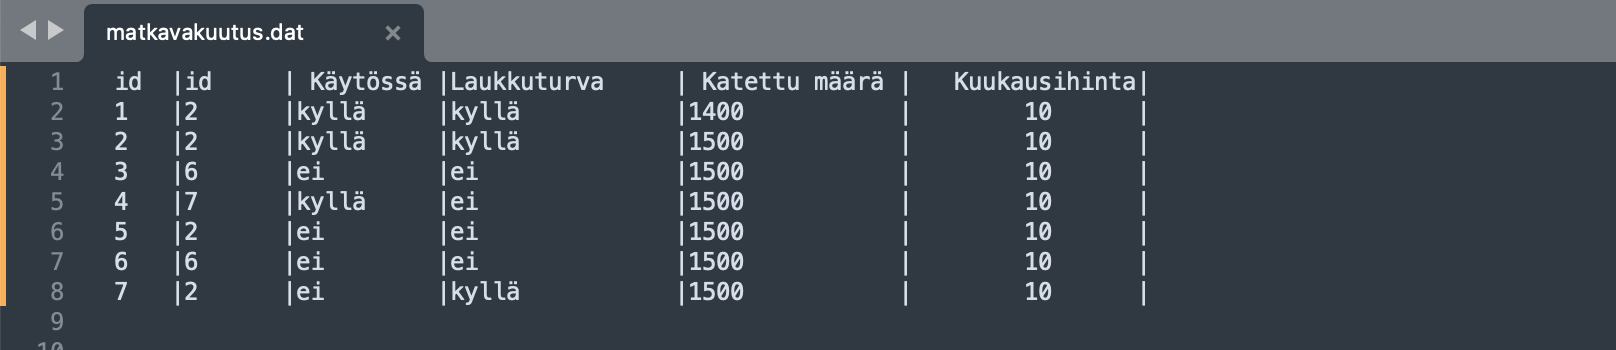 matkavakuutus.dat ×
1 id |id | Käytössä |Laukkuturva | Katettu määrä | Kuukausihinta|
2 1 |2 |kyllä |kyllä |1400 | 10 |
3 2 |2 |kyllä |kyllä |1500 | 10 |
4 3 |6 |ei |ei |1500 | 10 |
5 4 |7 |kyllä |ei |1500 | 10 |
6 5 |2 |ei |ei |1500 | 10 |
7 6 |6 |ei |ei |1500 | 10 |
8 7 |2 |ei |kyllä |1500 | 10 |
9
10